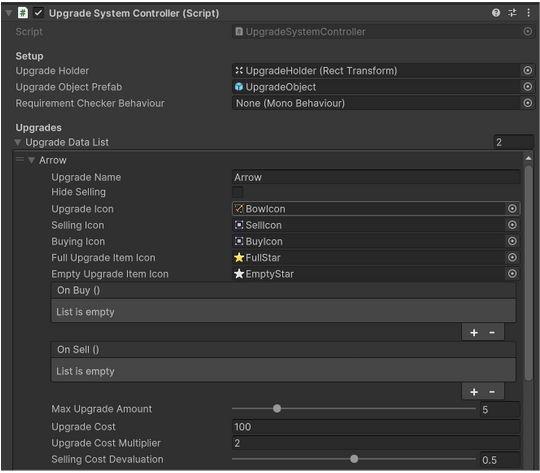 Upgrade System Controller (Script)
Script UpgradeSystemController
Setup
Upgrade Holder UpgradeHolder (Rect Transform)
Upgrade Object Prefab UpgradeObject
Requirement Checker Behaviour None (Mono Behaviour)
Upgrades
Upgrade Data List 2
Arrow
Upgrade Name Arrow
Hide Selling
Upgrade Icon BowIcon
Selling Icon SellIcon
Buying Icon BuyIcon
Full Upgrade Item Icon FullStar
Empty Upgrade Item Icon EmptyStar
On Buy ()
List is empty
+ -
On Sell ()
List is empty
+ -
Max Upgrade Amount 5
Upgrade Cost 100
Upgrade Cost Multiplier 2
Selling Cost Devaluation 0.5